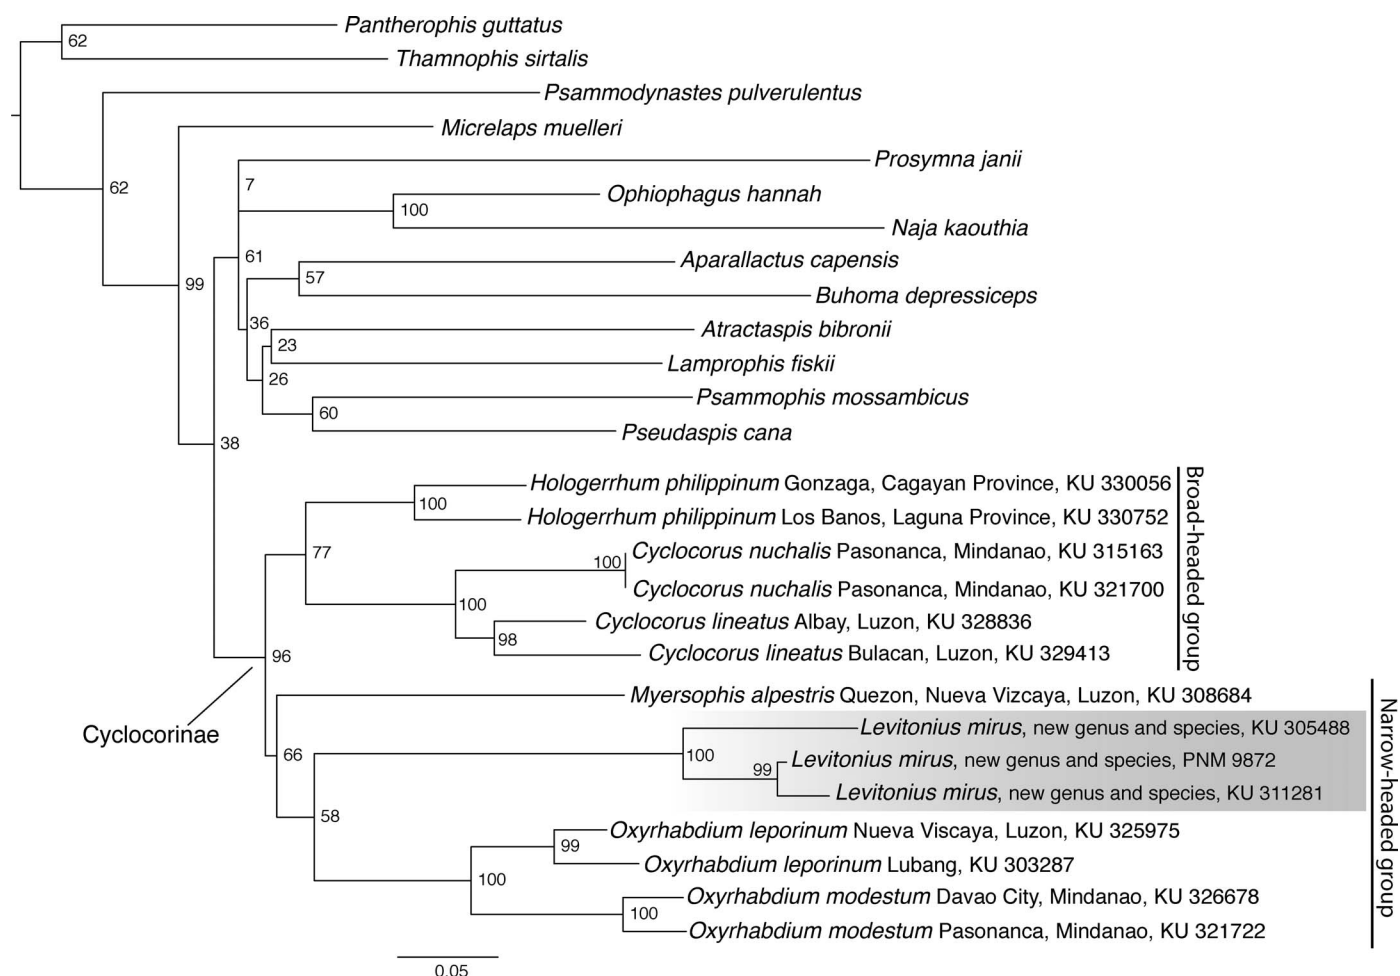 Pantherophis guttatus
62
Thamnophis sirtalis
Psammodynastes pulverulentus
Micrelaps muelleri
Prosymna janii
7
62
Ophiophagus hannah
100
Naja kaouthia
61
Aparallactus capensis
57
99
Buhoma depressiceps
36
Atractaspis bibronii
23
Lamprophis fiskii
26
Psammophis mossambicus
60
Pseudaspis cana
38
Hologerrhum philippinum Gonzaga, Cagayan Province, KU 330056
100
Hologerrhum philippinum Los Banos, Laguna Province, KU 330752
77
Cyclocorus nuchalis Pasonanca, Mindanao, KU 315163
100
Cyclocorus nuchalis Pasonanca, Mindanao, KU 321700
100
Cyclocorus lineatus Albay, Luzon, KU 328836
98
Cyclocorus lineatus Bulacan, Luzon, KU 329413
Broad-headed group
96
Cyclocorinae
Myersophis alpestris Quezon, Nueva Vizcaya, Luzon, KU 308684
66
Levitonius mirus, new genus and species, KU 305488
100
Levitonius mirus, new genus and species, PNM 9872
99
Levitonius mirus, new genus and species, KU 311281
58
Oxyrhabdium leporinum Nueva Viscaya, Luzon, KU 325975
99
Oxyrhabdium leporinum Lubang, KU 303287
100
Oxyrhabdium modestum Davao City, Mindanao, KU 326678
100
Oxyrhabdium modestum Pasonanca, Mindanao, KU 321722
Narrow-headed group
0.05